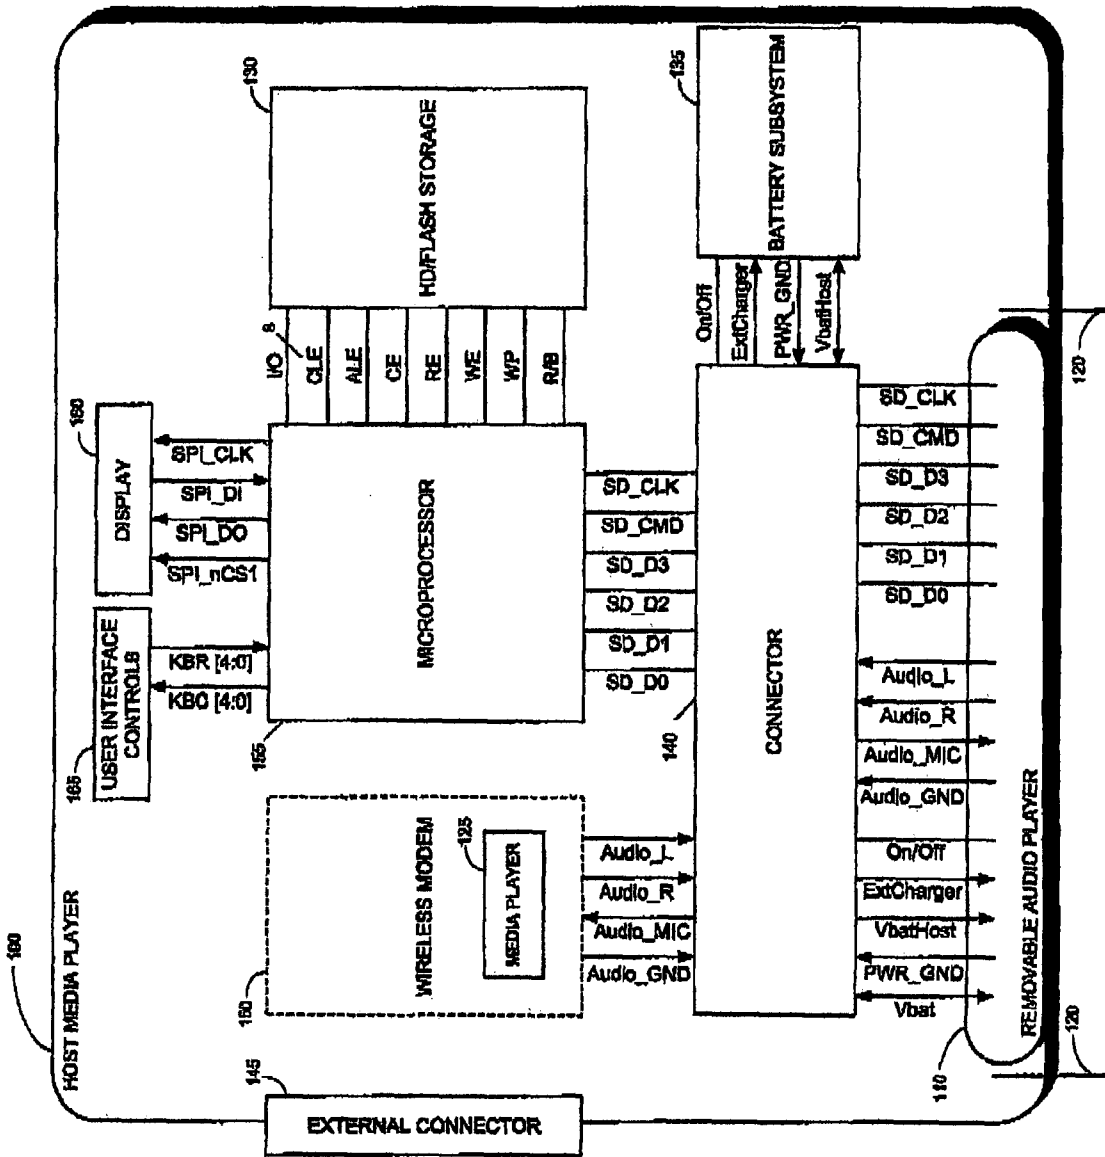 HOST MEDIA PLAYER
165
USER INTERFACE
CONTROLS
DISPLAY
160
KBR [4:0]
KBC [4:0]
SPI_CLK
SPI_DI
SPI_DO
SPI_nCS1
130
HD/FLASH STORAGE
I/O
8
CLE
ALE
CE
RE
WE
WP
R/B
155
MICROPROCESSOR
135
BATTERY SUBSYSTEM
On/Off
ExtCharger
PWR_GND
VbatHost
SD_CLK
SD_CMD
SD_D3
SD_D2
SD_D1
SD_D0
150
WIRELESS MODEM
125
MEDIA PLAYER
Audio_L
Audio_R
Audio_MIC
Audio_GND
140
CONNECTOR
SD_CLK
SD_CMD
SD_D3
SD_D2
SD_D1
SD_D0
Audio_L
Audio_R
Audio_MIC
Audio_GND
On/Off
ExtCharger
VbatHost
PWR_GND
Vbat
145
EXTERNAL CONNECTOR
110
REMOVABLE AUDIO PLAYER
120
120